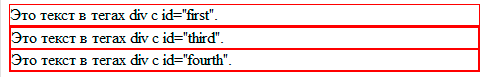 Это текст в тегах div с id="first".
Это текст в тегах div с id="third".
Это текст в тегах div с id="fourth".